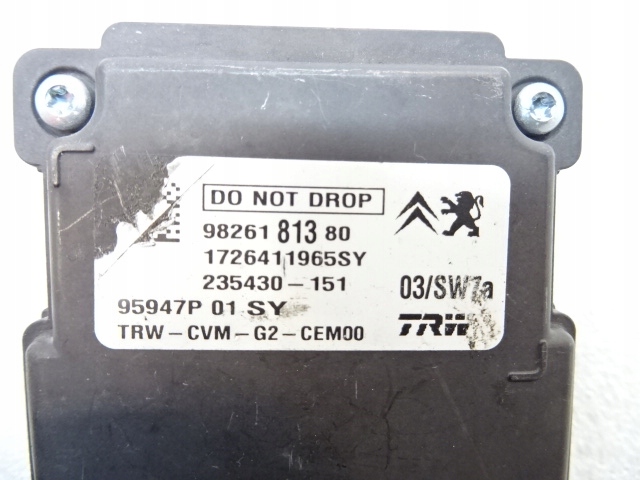 DO NOT DROP
98261 813 80
1726411965SY
235430-151
03/SW7a
95947P 01 SY
TRW-CVM-G2-CEM00
TRW